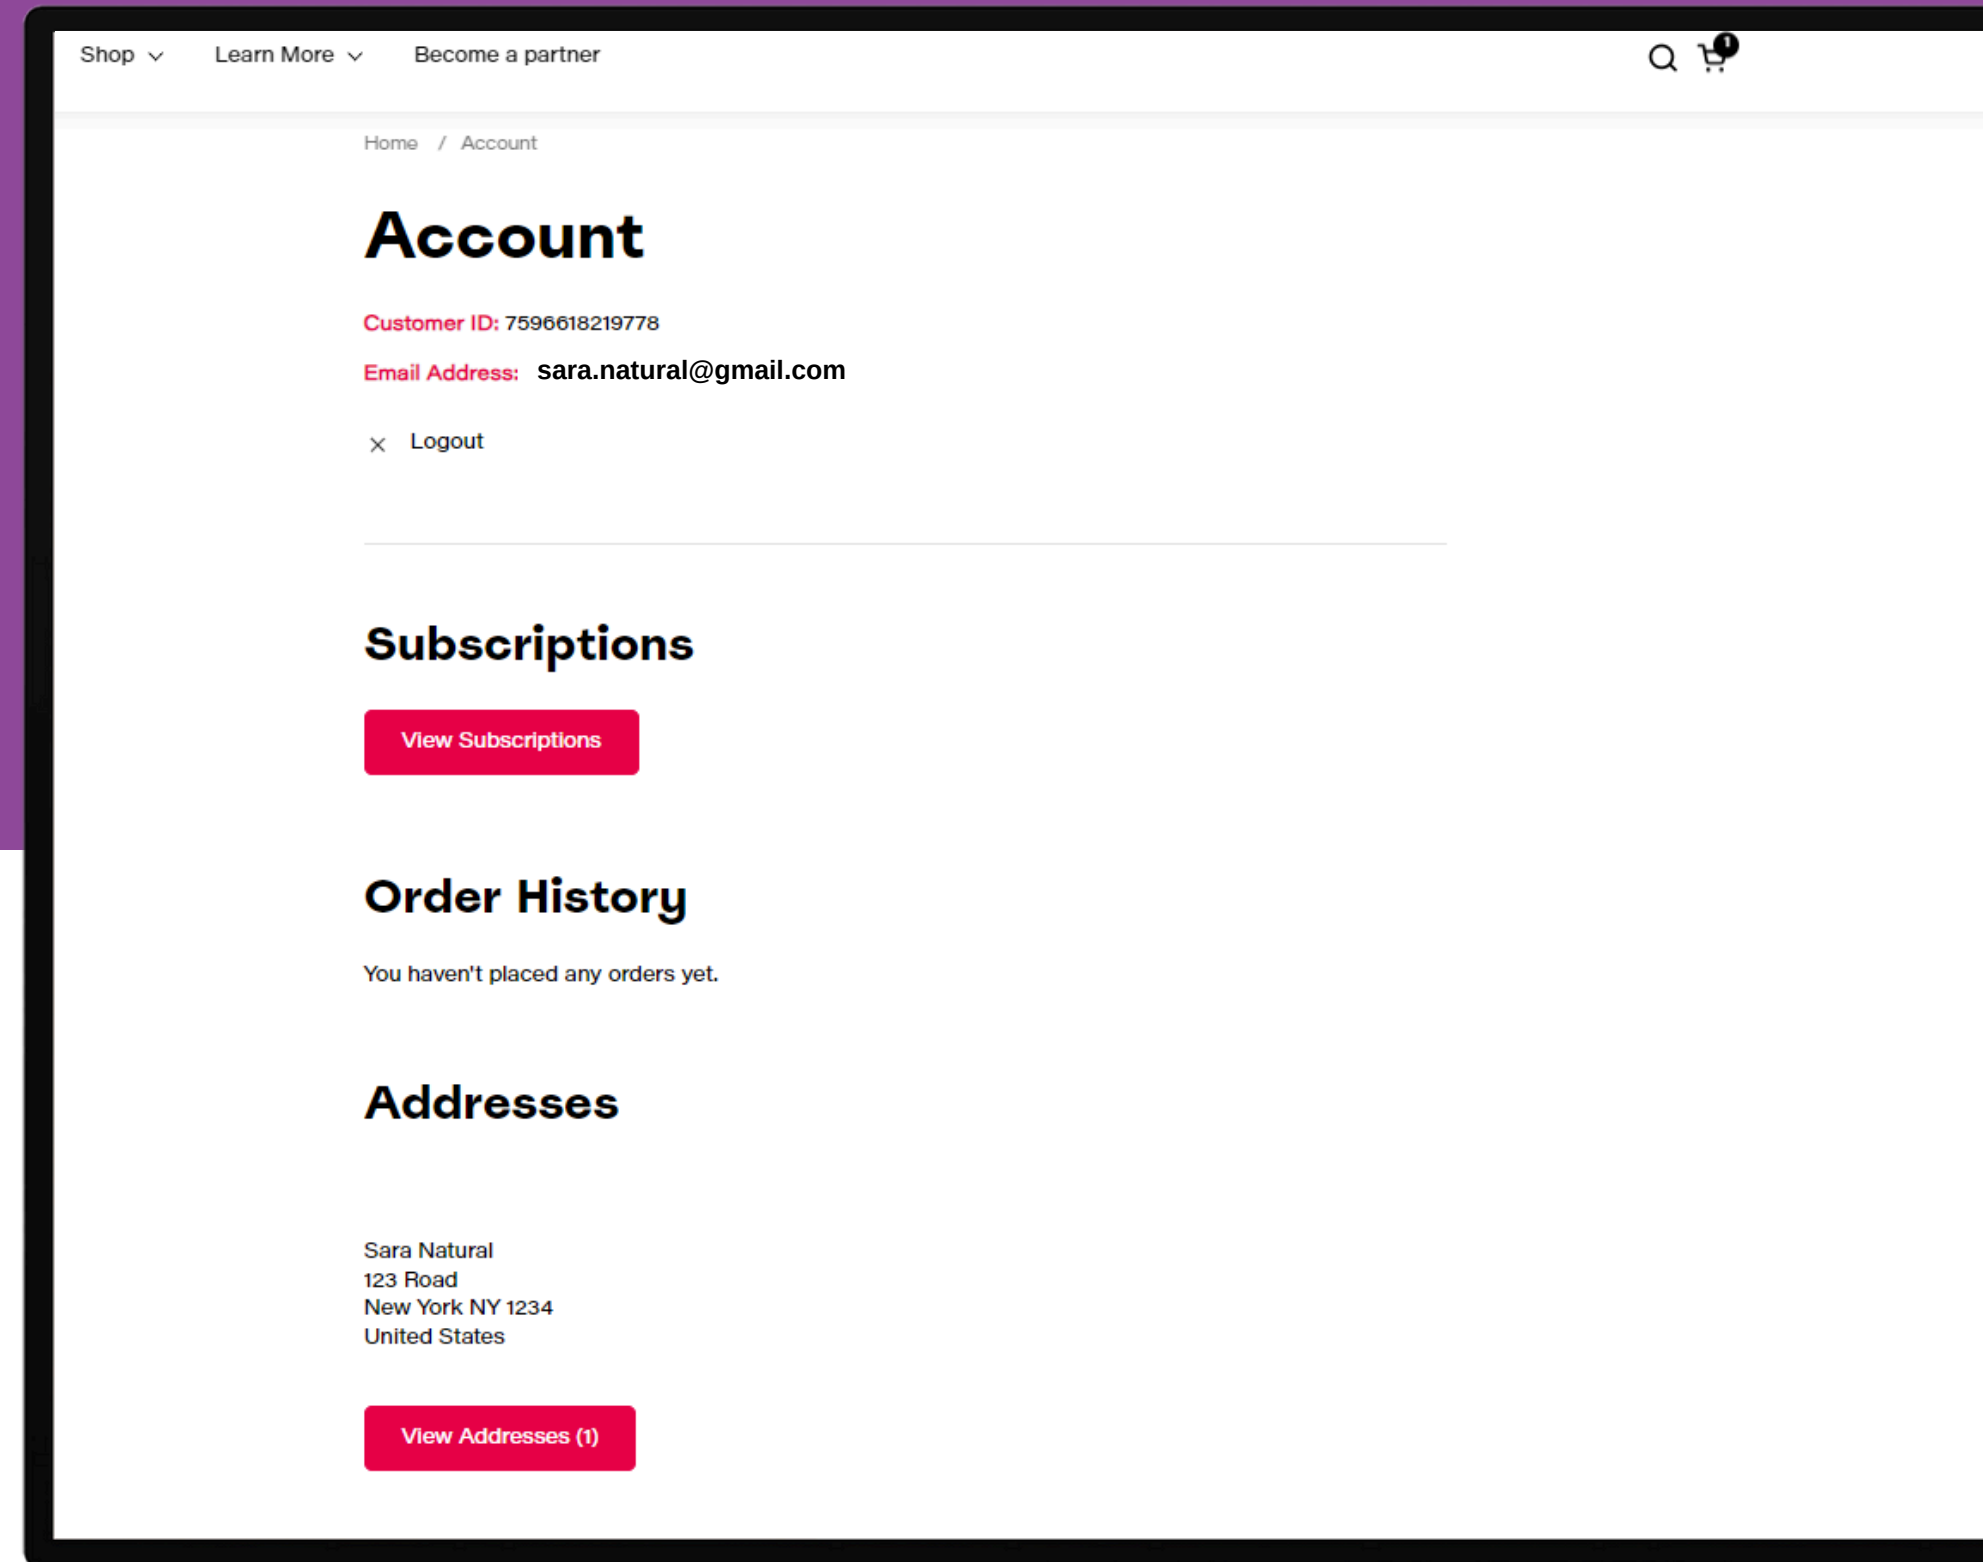 Shop Learn More Become a partner 1
Home / Account
Account
Customer ID: 7596618219778
Email Address: sara.natural@gmail.com
Logout
Subscriptions
View Subscriptions
Order History
You haven't placed any orders yet.
Addresses
Sara Natural
123 Road
New York NY 1234
United States
View Addresses (1)